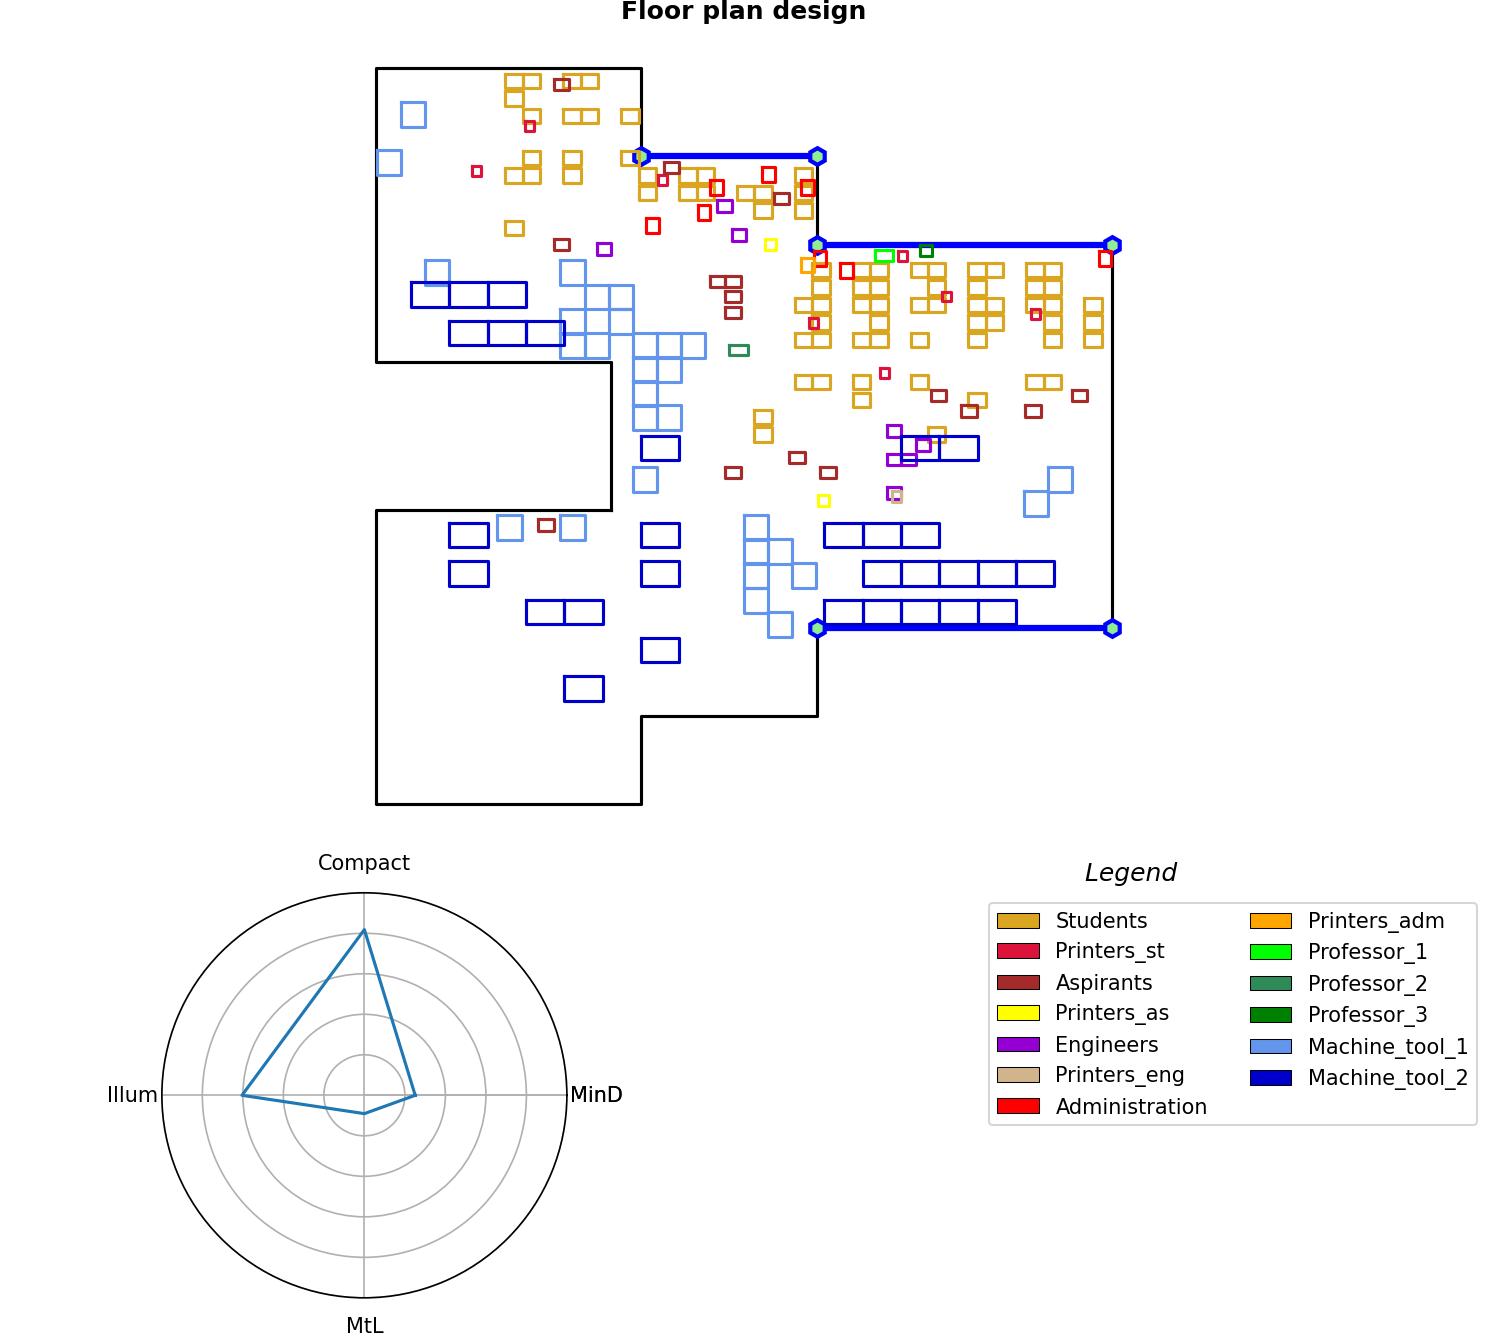 Floor plan design
Compact
Illum
MinD
MtL
Legend
Students
Printers_st
Aspirants
Printers_as
Engineers
Printers_eng
Administration
Printers_adm
Professor_1
Professor_2
Professor_3
Machine_tool_1
Machine_tool_2